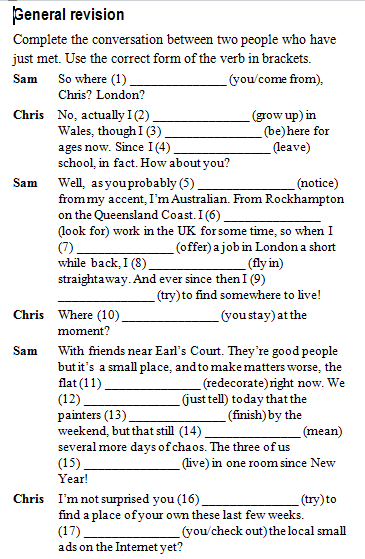 General revision
Complete the conversation between two people who have
just met. Use the correct form of the verb in brackets.
Sam So where (1) _______________ (you/come from),
Chris? London?
Chris No, actually I (2) _______________ (grow up) in
Wales, though I (3) _______________ (be) here for
ages now. Since I (4) _______________ (leave)
school, in fact. How about you?
Sam Well, as you probably (5) _______________ (notice)
from my accent, I'm Australian. From Rockhampton
on the Queensland Coast. I (6) _______________
(look for) work in the UK for some time, so when I
(7) _______________ (offer) a job in London a short
while back, I (8) _______________ (fly in)
straightaway. And ever since then I (9)
_______________ (try) to find somewhere to live!
Chris Where (10) _______________ (you stay) at the
moment?
Sam With friends near Earl's Court. They're good people
but it's a small place, and to make matters worse, the
flat (11) _______________ (redecorate) right now. We
(12) _______________ (just tell) today that the
painters (13) _______________ (finish) by the
weekend, but that still (14) _______________ (mean)
several more days of chaos. The three of us
(15) _______________ (live) in one room since New
Year!
Chris I'm not surprised you (16) _______________ (try) to
find a place of your own these last few weeks.
(17) _______________ (you/check out) the local small
ads on the Internet yet?